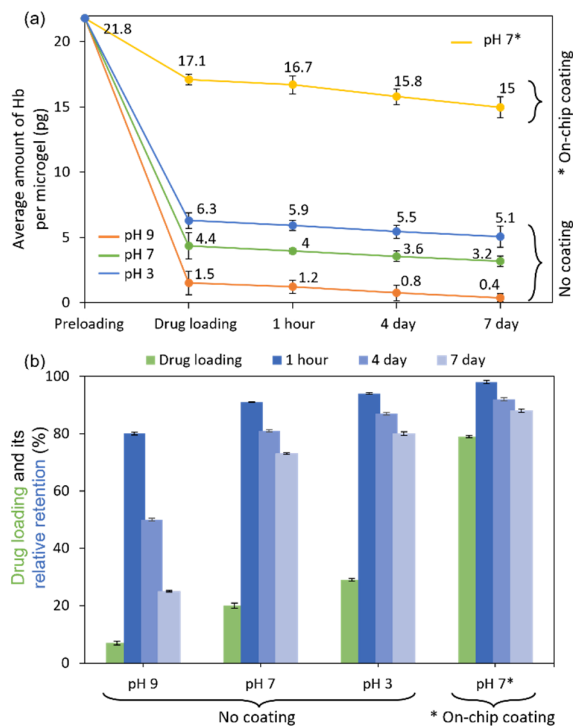 (a)
20
15
10
5
0
Average amount of Hb
per microgel (pg)
21.8
17.1
16.7
15.8
15
pH 7*
6.3
5.9
5.5
5.1
4.4
4
3.6
3.2
1.5
1.2
0.8
0.4
pH 9
pH 7
pH 3
* On-chip coating
No coating
Preloading Drug loading 1 hour 4 day 7 day
(b)
Drug loading 1 hour 4 day 7 day
100
80
60
40
20
0
Drug loading and its
relative retention (%)
pH 9 pH 7 pH 3 pH 7*
No coating * On-chip coating